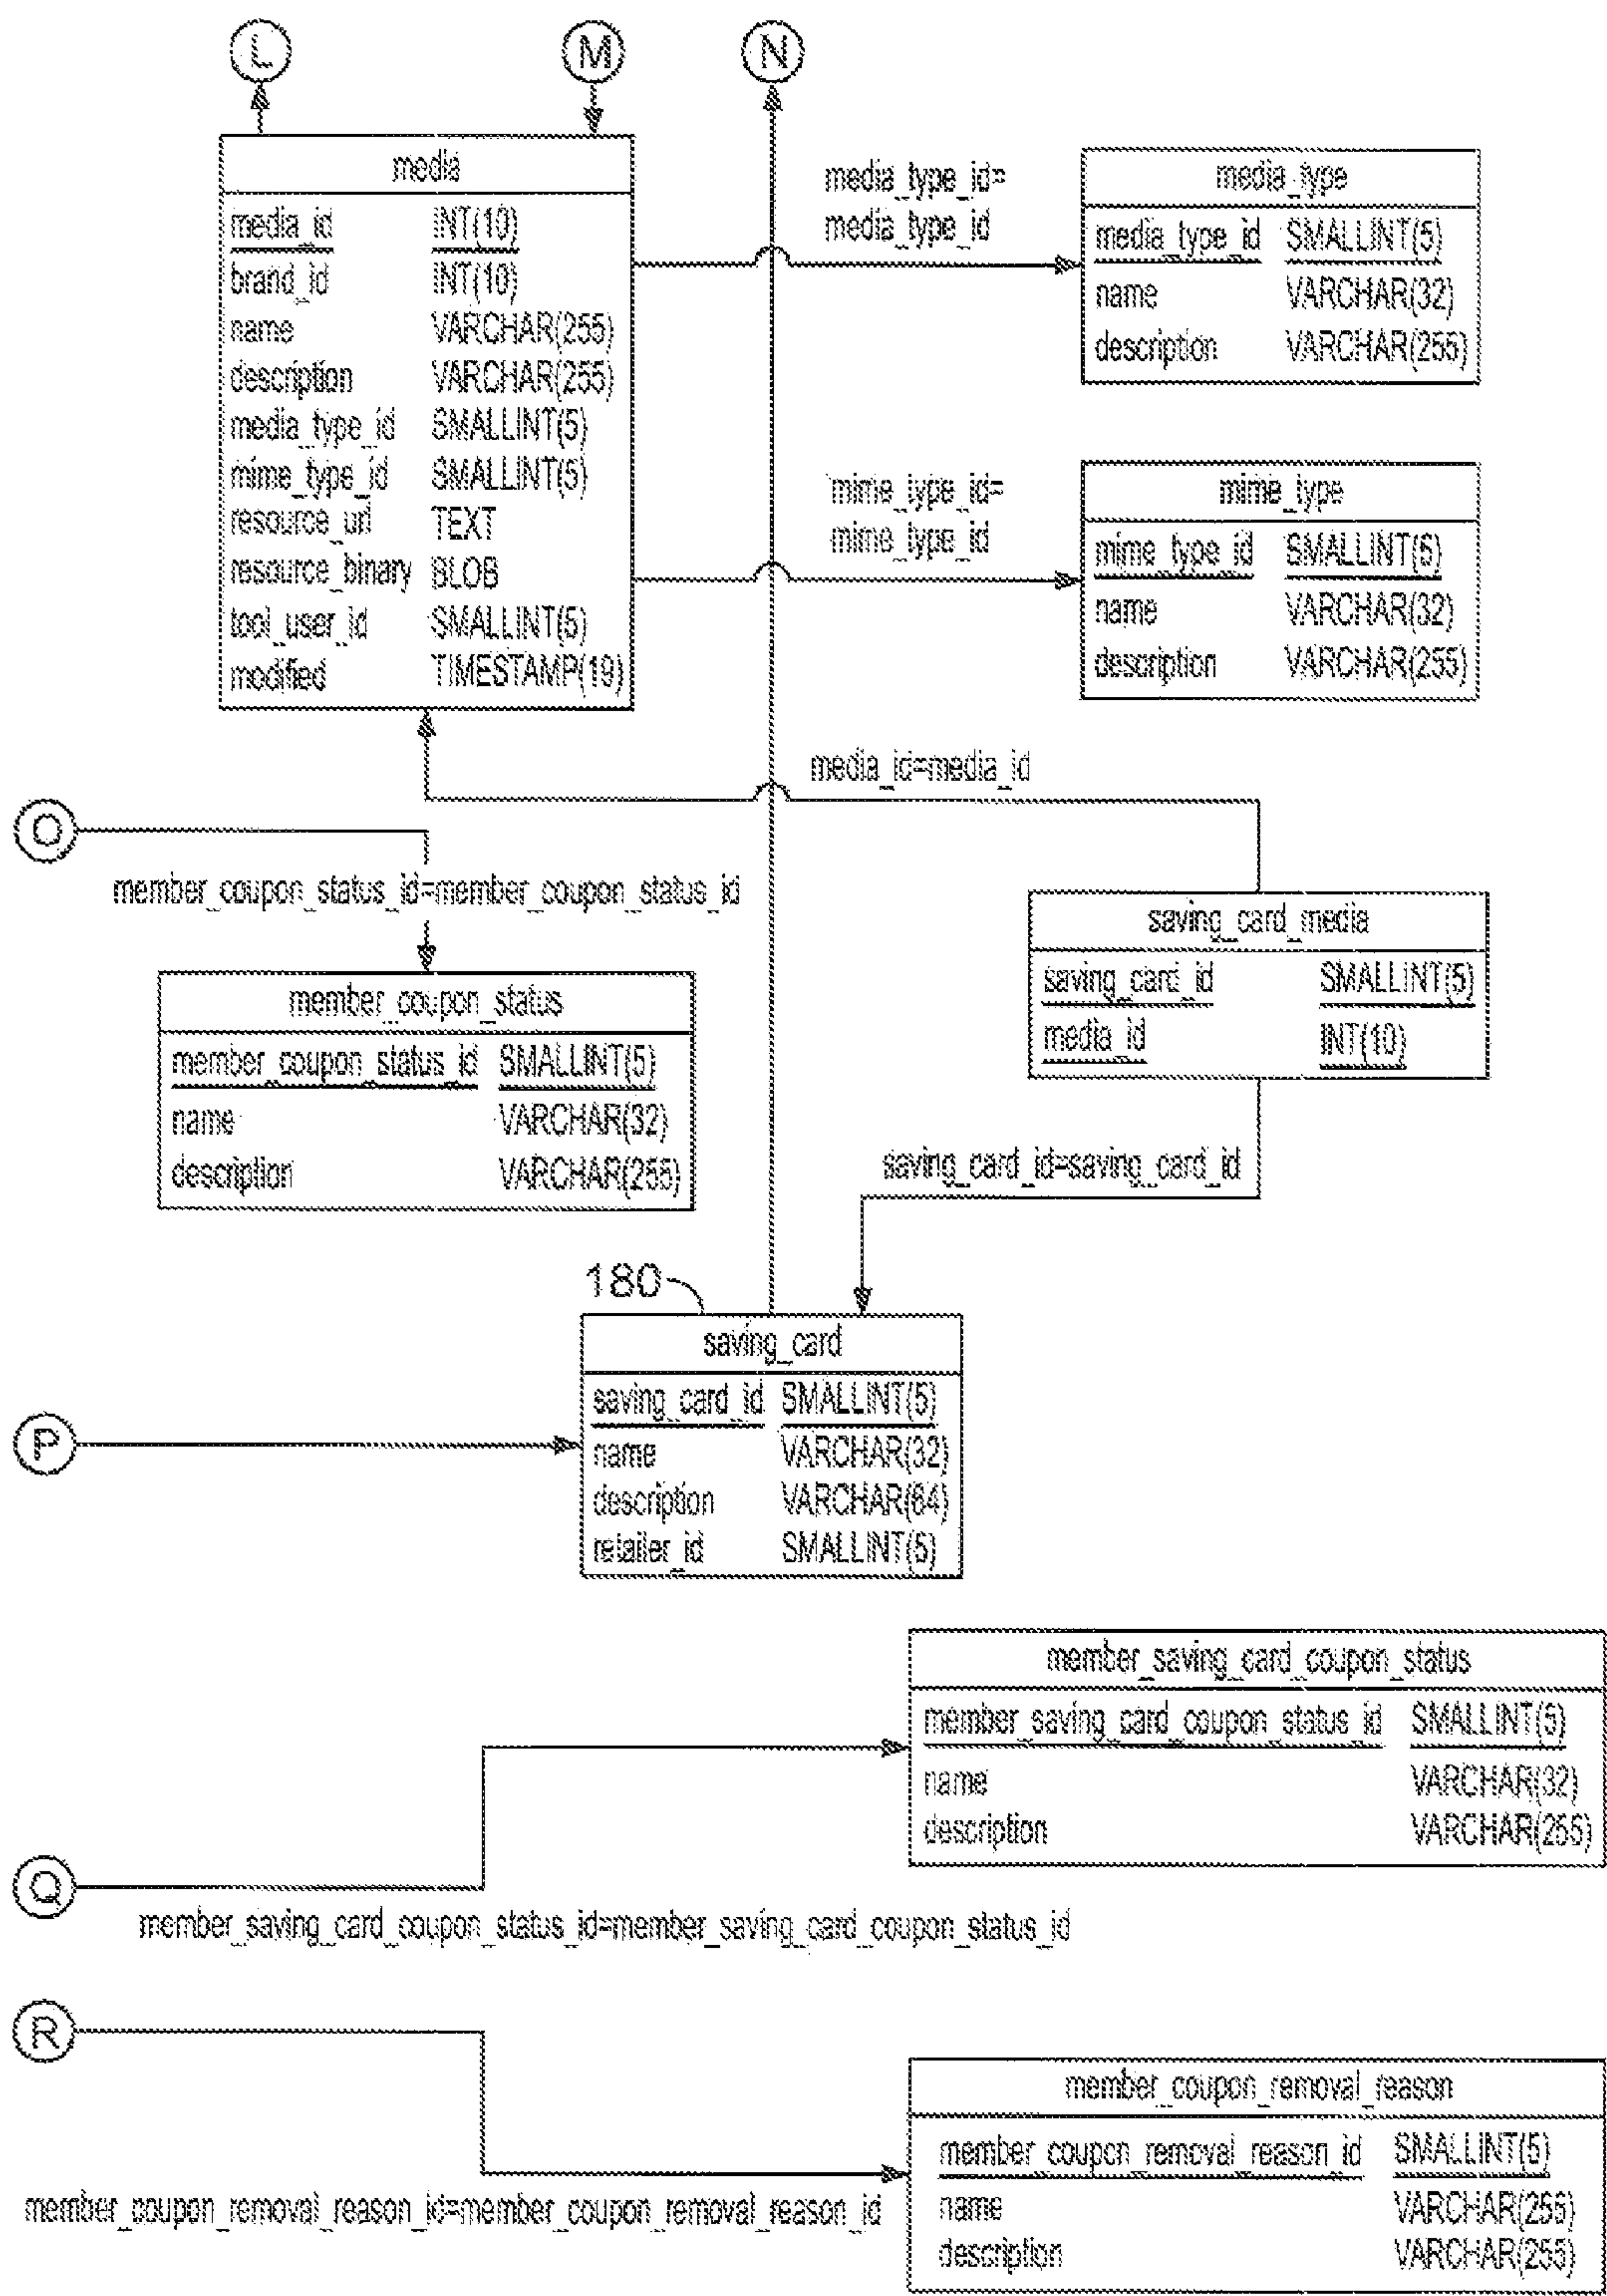 L
M
N
media
media_id INT(10)
brand_id INT(10)
name VARCHAR(255)
description VARCHAR(255)
media_type_id SMALLINT(5)
mime_type_id SMALLINT(5)
resource_url TEXT
resource_binary BLOB
tool_user_id SMALLINT(5)
modified TIMESTAMP(19)
media_type_id=
media_type_id
media_type
media_type_id SMALLINT(5)
name VARCHAR(32)
description VARCHAR(255)
mime_type_id=
mime_type_id
mime_type
mime_type_id SMALLINT(5)
name VARCHAR(32)
description VARCHAR(255)
media_id=media_id
O
member_coupon_status_id=member_coupon_status_id
member_coupon_status
member_coupon_status_id SMALLINT(5)
name VARCHAR(32)
description VARCHAR(255)
saving_card_media
saving_card_id SMALLINT(5)
media_id INT(10)
saving_card_id=saving_card_id
180
saving_card
saving_card_id SMALLINT(5)
name VARCHAR(32)
description VARCHAR(64)
retailer_id SMALLINT(5)
P
member_saving_card_coupon_status
member_saving_card_coupon_status_id SMALLINT(5)
name VARCHAR(32)
description VARCHAR(255)
Q
member_saving_card_coupon_status_id=member_saving_card_coupon_status_id
R
member_coupon_removal_reason
member_coupon_removal_reason_id SMALLINT(5)
name VARCHAR(255)
description VARCHAR(255)
member_coupon_removal_reason_id=member_coupon_removal_reason_id